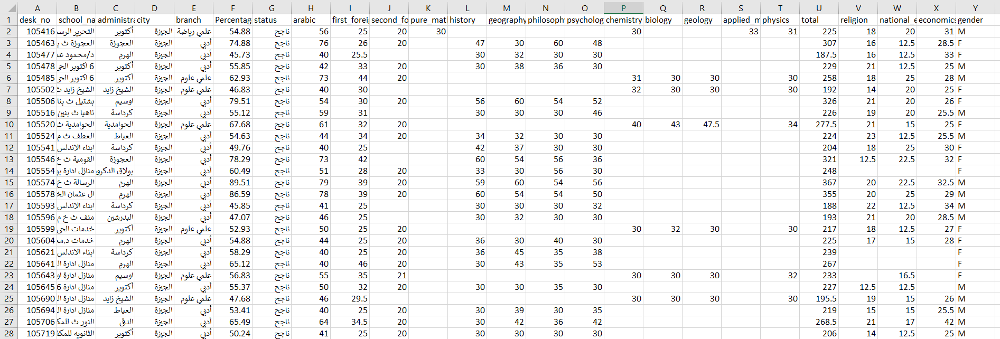 A B C D E F G H I J K L M N O P Q R S T U V W X Y
1 desk_no school_na administra city branch Percentag status arabic first_forei second_fo pure_matl history geography philosoph psycholog chemistry biology geology applied_m physics total religion national_e economics gender
2 105416 التحرير الرس أكتوبر الجيزة علمي رياضة 54.88 ناجح 56 25 20 30 30 33 31 225 18 20 31 M
3 105463 العجوزة ث ب العجوزة الجيزة أدبي 74.88 ناجح 76 26 20 47 30 60 48 307 16 12.5 28.5 F
4 105477 د/محمود عم الهرم الجيزة أدبي 45.73 ناجح 40 25.5 30 32 30 30 187.5 16 12.5 33 F
5 105478 6 اكتوبر الحي أكتوبر الجيزة أدبي 55.85 ناجح 42 33 20 30 38 36 30 229 21 12.5 25 M
6 105485 6 اكتوبر الحي أكتوبر الجيزة علمي علوم 62.93 ناجح 73 44 20 31 30 30 30 258 18 25 28 M
7 105502 الشيخ زايد ث الشيخ زايد الجيزة علمي علوم 46.83 ناجح 40 30 32 30 30 30 192 14 20 25 F
8 105506 بشتيل ث بنا اوسيم الجيزة أدبي 79.51 ناجح 54 30 20 56 60 54 52 326 21 20 26 F
9 105516 ناهيا ث بنين كرداسة الجيزة أدبي 55.12 ناجح 59 31 30 30 30 46 226 19 20 25.5 M
10 105520 الحوامدية ث الحوامدية الجيزة علمي علوم 67.68 ناجح 61 32 20 40 43 47.5 34 277.5 21 15 25 F
11 105524 العطف ث م العياط الجيزة أدبي 54.63 ناجح 44 34 20 34 32 30 30 224 23 12.5 25.5 M
12 105541 ابناء الاندلس كرداسة الجيزة أدبي 49.76 ناجح 40 25 42 37 30 30 204 18 25 30 F
13 105546 القومية ث خ العجوزة الجيزة أدبي 78.29 ناجح 73 42 60 54 56 36 321 12.5 22.5 32 F
14 105554 منازل ادارة بو بولاق الدكرو الجيزة أدبي 60.49 ناجح 51 28 20 33 30 56 30 248 F
15 105574 الرسالة ث خ الهرم الجيزة أدبي 89.51 ناجح 79 39 20 59 60 54 56 367 20 22.5 32.5 M
16 105578 ال عثمان الخ الهرم الجيزة أدبي 86.59 ناجح 78 39 20 60 54 54 50 355 20 25 29 M
17 105593 ابناء الاندلس كرداسة الجيزة أدبي 45.85 ناجح 41 25 30 30 30 32 188 22 12.5 34 M
18 105596 منف ث خ م البدرشين الجيزة أدبي 47.07 ناجح 46 25 30 32 30 30 193 21 20 28.5 M
19 105599 خدمات الحي أكتوبر الجيزة علمي علوم 52.93 ناجح 50 25 20 30 32 30 30 217 18 12.5 27 F
20 105604 خدمات د.مح الهرم الجيزة أدبي 54.88 ناجح 44 25 20 36 30 40 30 225 17 15 28 F
21 105621 ابناء الاندلس كرداسة الجيزة أدبي 58.29 ناجح 40 25 20 36 45 35 38 239 F
22 105641 منازل ادارة ال الهرم الجيزة أدبي 65.12 ناجح 40 46 20 30 43 35 53 267 F
23 105643 منازل ادارة او اوسيم الجيزة علمي علوم 56.83 ناجح 55 35 21 30 30 30 32 233 16.5 F
24 105645 منازل ادارة 6 أكتوبر الجيزة أدبي 55.37 ناجح 50 32 20 30 30 35 30 227 12.5 12.5 M
25 105690 منازل ادارة ال الشيخ زايد الجيزة علمي علوم 47.68 ناجح 46 29.5 30 30 30 30 195.5 19 15 26 M
26 105694 منازل ادارة ال العياط الجيزة أدبي 53.41 ناجح 40 25 20 30 39 30 35 219 15 15 25.5 M
27 105706 النور ث للمك الدقي الجيزة أدبي 65.49 ناجح 64 34.5 20 30 42 36 42 268.5 21 17 42 M
28 105719 الثانويه للمكف أكتوبر الجيزة أدبي 50.24 ناجح 41 25 20 30 30 30 30 206 14 12.5 25 M